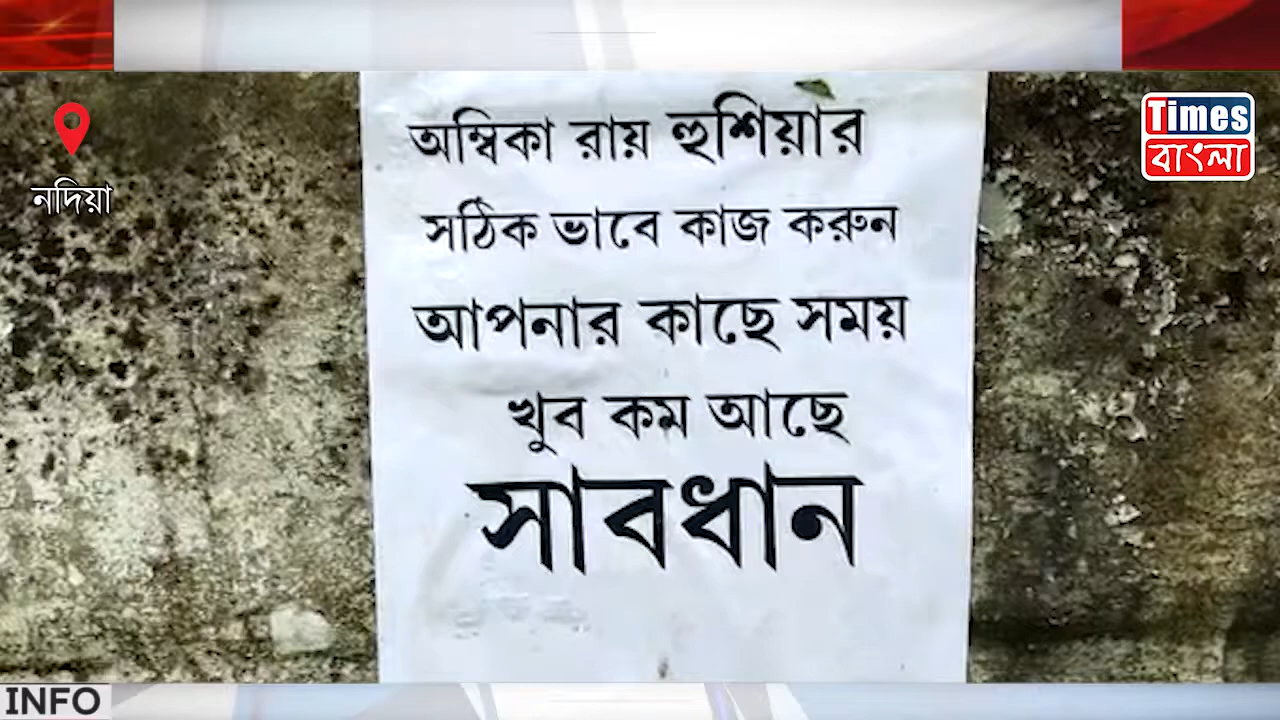 Times
বাংলা
নদিয়া
অম্বিকা রায় হুশিয়ার
সঠিক ভাবে কাজ করুন
আপনার কাছে সময়
খুব কম আছে
সাবধান
INFO